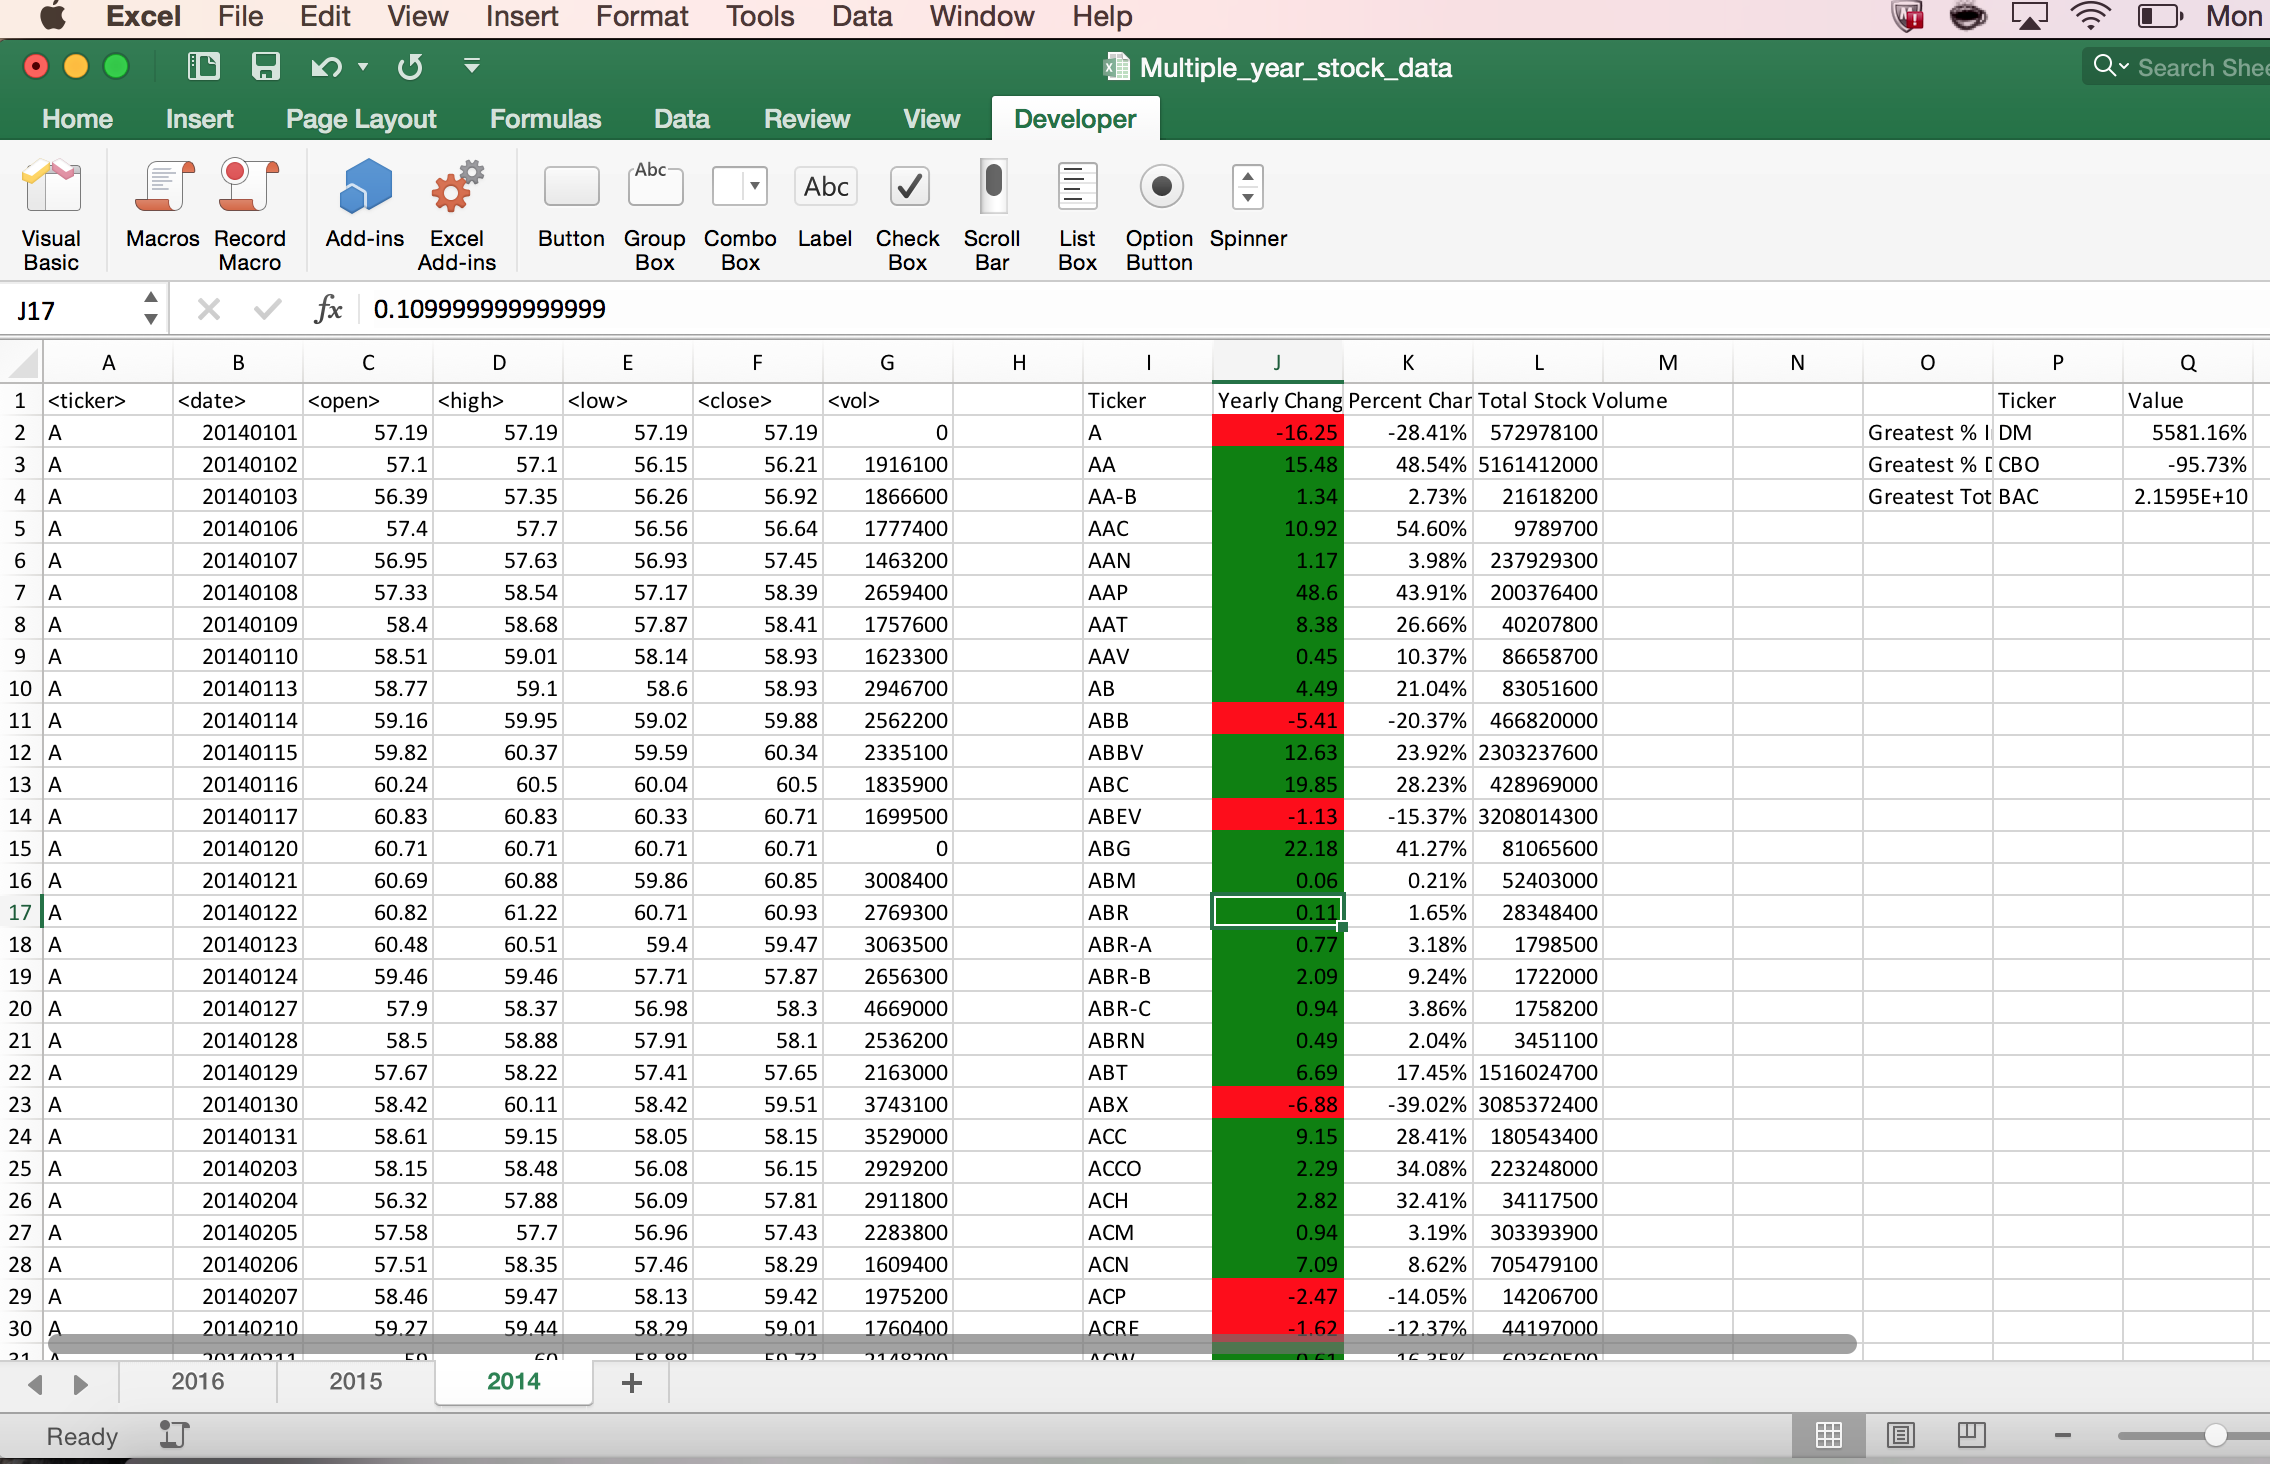 Excel File Edit View Insert Format Tools Data Window Help Mon
Multiple_year_stock_data
Search Shee
Home Insert Page Layout Formulas Data Review View Developer
Visual Basic Macros Record Macro Add-ins Excel Add-ins Button Abc Group Box Combo Box Abc Label Check Box Scroll Bar List Box Option Button Spinner
J17 fx 0.109999999999999
A B C D E F G H I J K L M N O P Q
1 <ticker> <date> <open> <high> <low> <close> <vol> Ticker Yearly Chang Percent Char Total Stock Volume Ticker Value
2 A 20140101 57.19 57.19 57.19 57.19 0 A -16.25 -28.41% 572978100 Greatest % I DM 5581.16%
3 A 20140102 57.1 57.1 56.15 56.21 1916100 AA 15.48 48.54% 5161412000 Greatest % D CBO -95.73%
4 A 20140103 56.39 57.35 56.26 56.92 1866600 AA-B 1.34 2.73% 21618200 Greatest Tot BAC 2.1595E+10
5 A 20140106 57.4 57.7 56.56 56.64 1777400 AAC 10.92 54.60% 9789700
6 A 20140107 56.95 57.63 56.93 57.45 1463200 AAN 1.17 3.98% 237929300
7 A 20140108 57.33 58.54 57.17 58.39 2659400 AAP 48.6 43.91% 200376400
8 A 20140109 58.4 58.68 57.87 58.41 1757600 AAT 8.38 26.66% 40207800
9 A 20140110 58.51 59.01 58.14 58.93 1623300 AAV 0.45 10.37% 86658700
10 A 20140113 58.77 59.1 58.6 58.93 2946700 AB 4.49 21.04% 83051600
11 A 20140114 59.16 59.95 59.02 59.88 2562200 ABB -5.41 -20.37% 466820000
12 A 20140115 59.82 60.37 59.59 60.34 2335100 ABBV 12.63 23.92% 2303237600
13 A 20140116 60.24 60.5 60.04 60.5 1835900 ABC 19.85 28.23% 428969000
14 A 20140117 60.83 60.83 60.33 60.71 1699500 ABEV -1.13 -15.37% 3208014300
15 A 20140120 60.71 60.71 60.71 60.71 0 ABG 22.18 41.27% 81065600
16 A 20140121 60.69 60.88 59.86 60.85 3008400 ABM 0.06 0.21% 52403000
17 A 20140122 60.82 61.22 60.71 60.93 2769300 ABR 0.11 1.65% 28348400
18 A 20140123 60.48 60.51 59.4 59.47 3063500 ABR-A 0.77 3.18% 1798500
19 A 20140124 59.46 59.46 57.71 57.87 2656300 ABR-B 2.09 9.24% 1722000
20 A 20140127 57.9 58.37 56.98 58.3 4669000 ABR-C 0.94 3.86% 1758200
21 A 20140128 58.5 58.88 57.91 58.1 2536200 ABRN 0.49 2.04% 3451100
22 A 20140129 57.67 58.22 57.41 57.65 2163000 ABT 6.69 17.45% 1516024700
23 A 20140130 58.42 60.11 58.42 59.51 3743100 ABX -6.88 -39.02% 3085372400
24 A 20140131 58.61 59.15 58.05 58.15 3529000 ACC 9.15 28.41% 180543400
25 A 20140203 58.15 58.48 56.08 56.15 2929200 ACCO 2.29 34.08% 223248000
26 A 20140204 56.32 57.88 56.09 57.81 2911800 ACH 2.82 32.41% 34117500
27 A 20140205 57.58 57.7 56.96 57.43 2283800 ACM 0.94 3.19% 303393900
28 A 20140206 57.51 58.35 57.46 58.29 1609400 ACN 7.09 8.62% 705479100
29 A 20140207 58.46 59.47 58.13 59.42 1975200 ACP -2.47 -14.05% 14206700
30 A 20140210 59.27 59.44 58.29 59.01 1760400 ACRE -1.62 -12.37% 44197000
2016 2015 2014 +
Ready